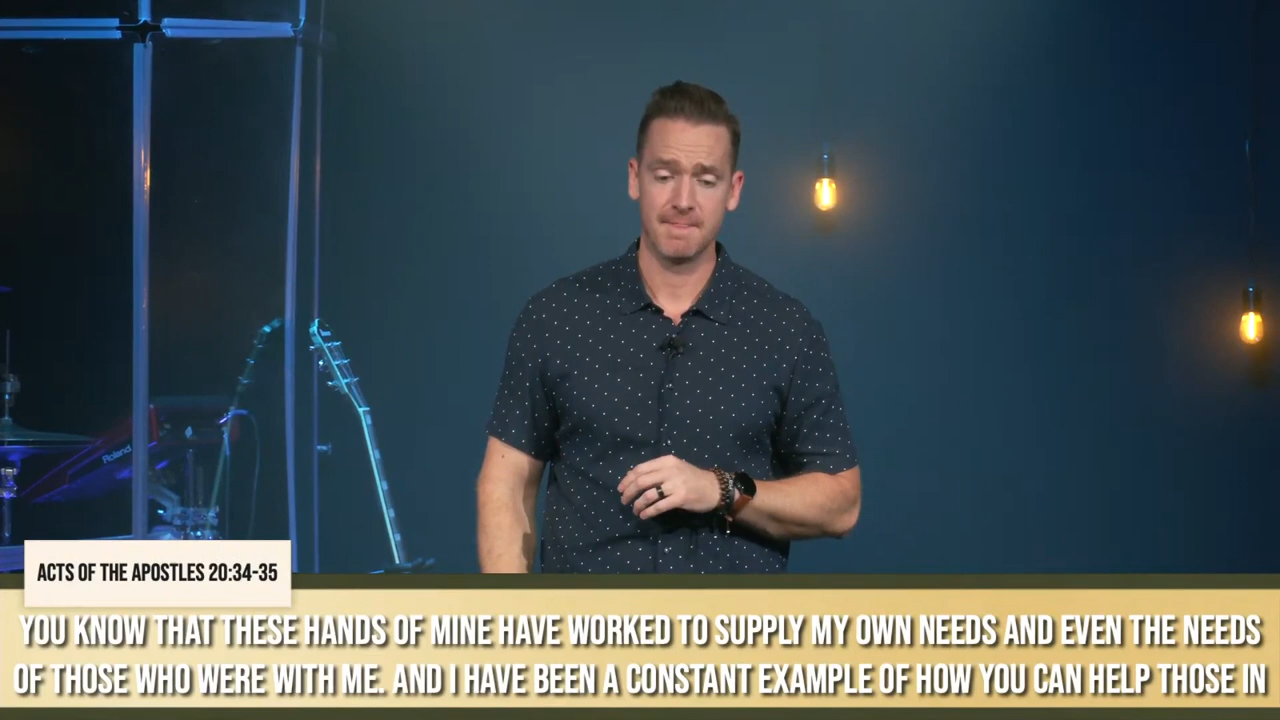 Roland
ACTS OF THE APOSTLES 20:34-35
YOU KNOW THAT THESE HANDS OF MINE HAVE WORKED TO SUPPLY MY OWN NEEDS AND EVEN THE NEEDS
OF THOSE WHO WERE WITH ME. AND I HAVE BEEN A CONSTANT EXAMPLE OF HOW YOU CAN HELP THOSE IN